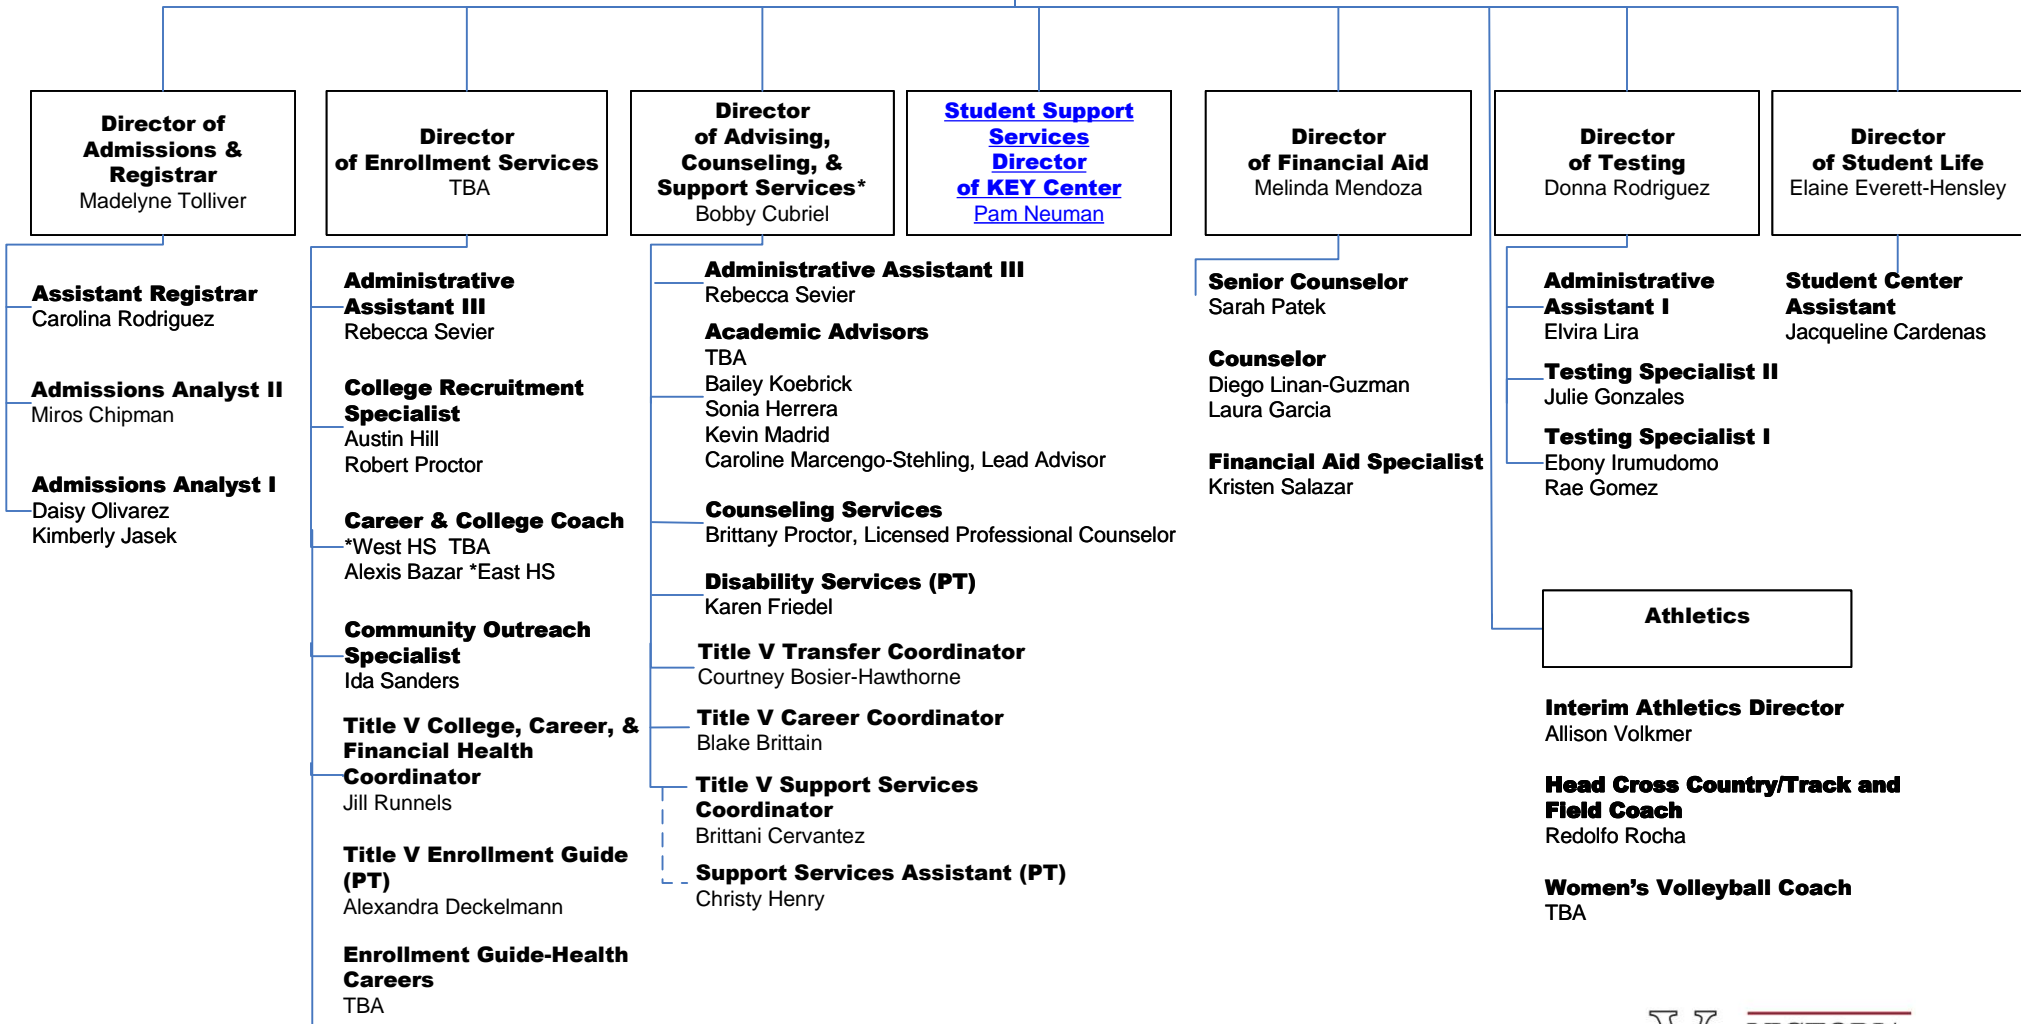 Director of
Admissions &
Registrar
Madelyne Tolliver
Director
of Enrollment Services
TBA
Director
of Advising,
Counseling, &
Support Services*
Bobby Cubriel
Student Support
Services
Director
of KEY Center
Pam Neuman
Director
of Financial Aid
Melinda Mendoza
Director
of Testing
Donna Rodriguez
Director
of Student Life
Elaine Everett-Hensley
Assistant Registrar
Carolina Rodriguez
Admissions Analyst II
Miros Chipman
Admissions Analyst I
Daisy Olivarez
Kimberly Jasek
Administrative
Assistant III
Rebecca Sevier
College Recruitment
Specialist
Austin Hill
Robert Proctor
Career & College Coach
*West HS  TBA
Alexis Bazar *East HS
Community Outreach
Specialist
Ida Sanders
Title V College, Career, &
Financial Health
Coordinator
Jill Runnels
Title V Enrollment Guide
(PT)
Alexandra Deckelmann
Enrollment Guide-Health
Careers
TBA
Administrative Assistant III
Rebecca Sevier
Academic Advisors
TBA
Bailey Koebrick
Sonia Herrera
Kevin Madrid
Caroline Marcengo-Stehling, Lead Advisor
Counseling Services
Brittany Proctor, Licensed Professional Counselor
Disability Services (PT)
Karen Friedel
Title V Transfer Coordinator
Courtney Bosier-Hawthorne
Title V Career Coordinator
Blake Brittain
Title V Support Services
Coordinator
Brittani Cervantez
Support Services Assistant (PT)
Christy Henry
Senior Counselor
Sarah Patek
Counselor
Diego Linan-Guzman
Laura Garcia
Financial Aid Specialist
Kristen Salazar
Administrative
Assistant I
Elvira Lira
Testing Specialist II
Julie Gonzales
Testing Specialist I
Ebony Irumudomo
Rae Gomez
Student Center
Assistant
Jacqueline Cardenas
Athletics
Interim Athletics Director
Allison Volkmer
Head Cross Country/Track and
Field Coach
Redolfo Rocha
Women's Volleyball Coach
TBA